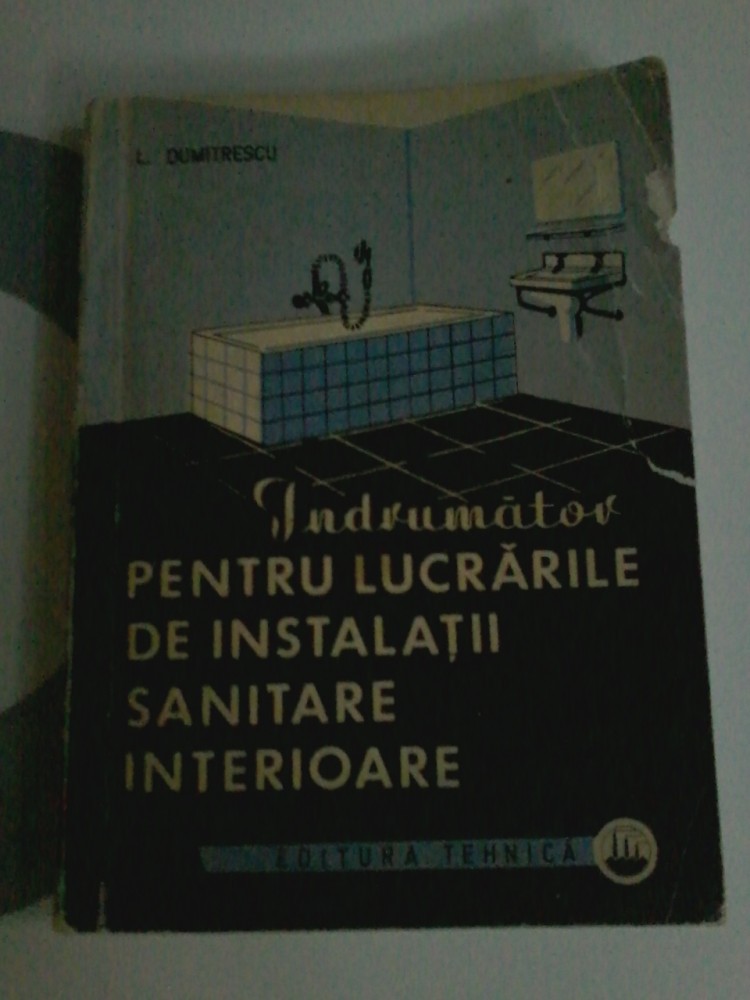 L. DUMITRESCU
Indrumător
PENTRU LUCRĂRILE
DE INSTALAȚII
SANITARE
INTERIOARE
EDITURA TEHNICĂ